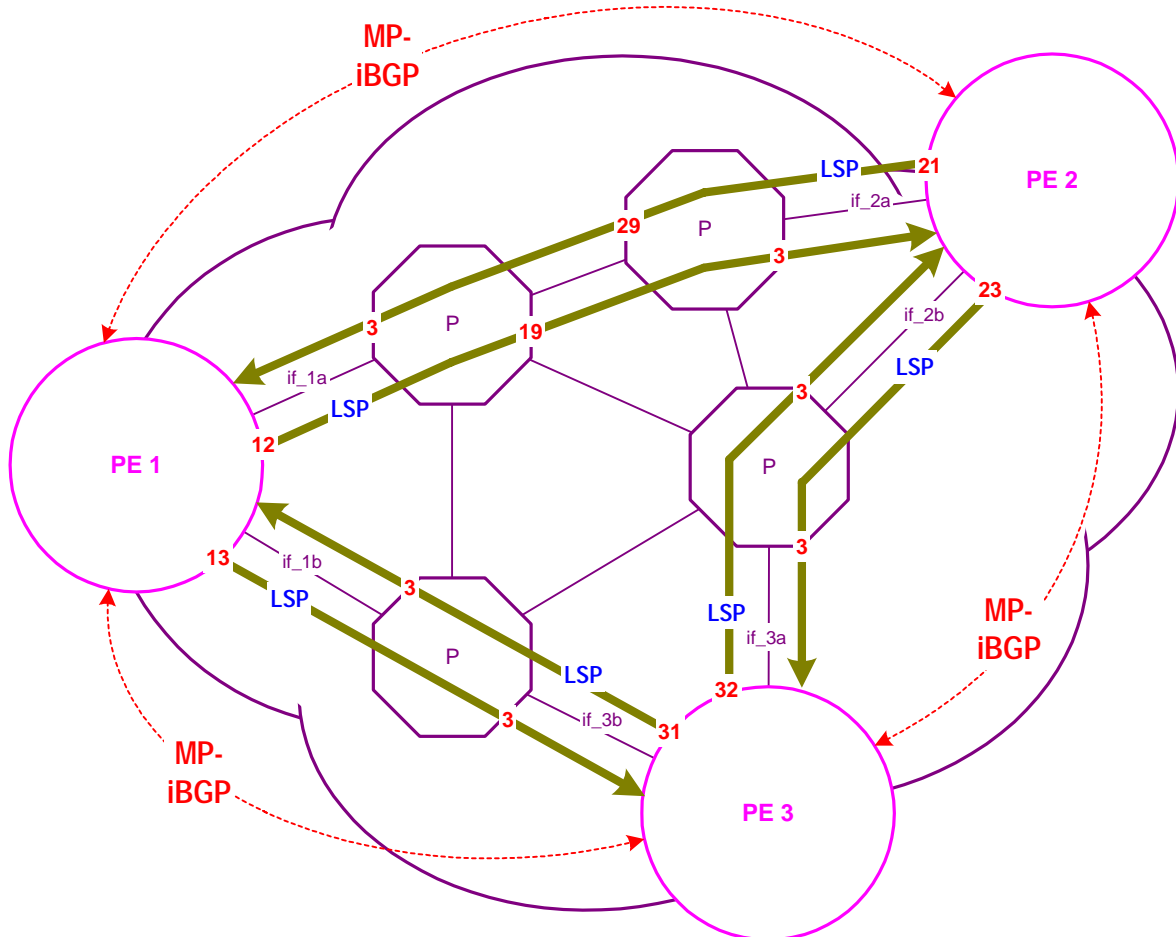 MP-
iBGP
LSP
21
PE 2
if_2a
29
P
3
23
if_2b
P
3
19
LSP
if_1a
LSP
12
3
P
PE 1
13
if_1b
3
LSP
3
LSP
if_3a
MP-
iBGP
P
LSP
32
3
if_3b
31
MP-
iBGP
PE 3